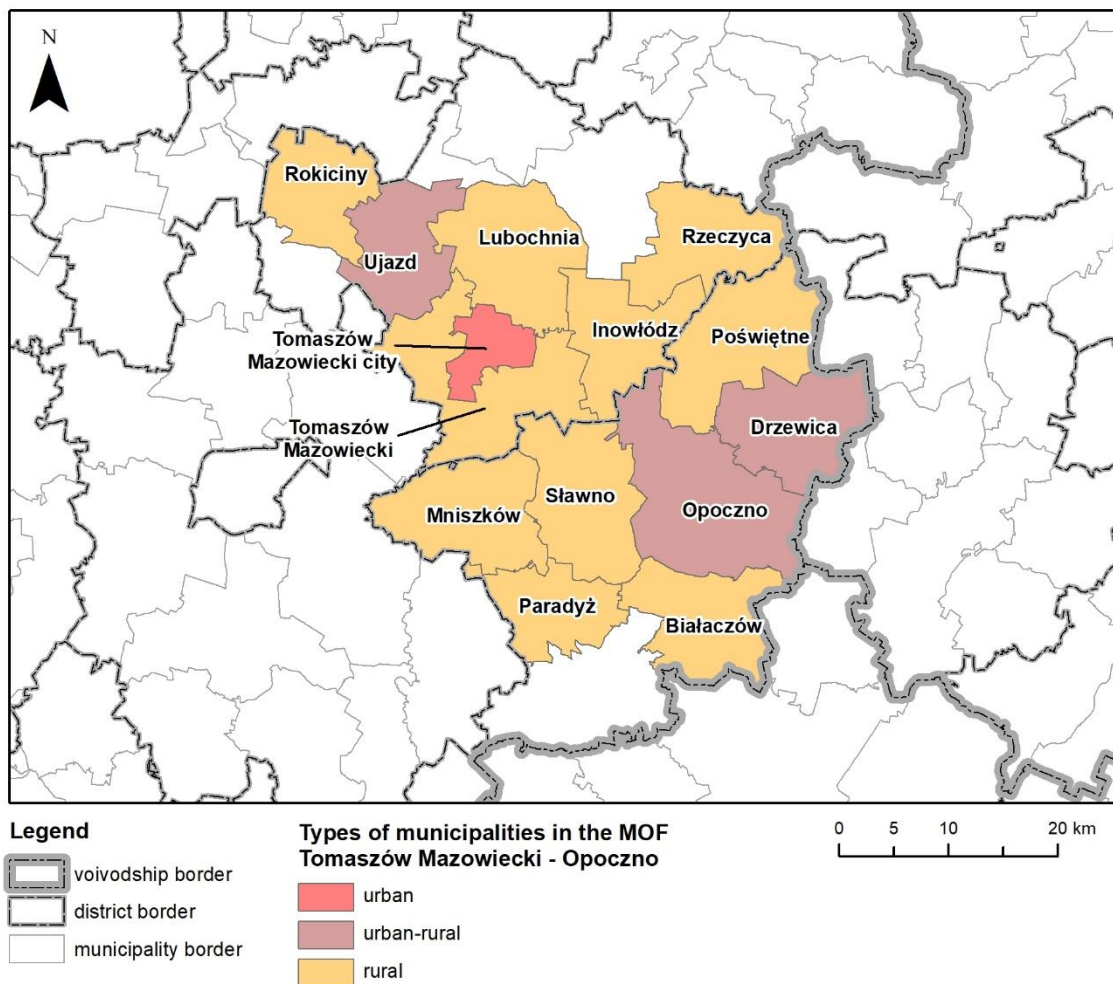 N
Rokiciny
Lubochnia
Rzeczyca
Ujazd
Inowłódz
Poświętne
Tomaszów
Mazowiecki city
Drzewica
Tomaszów
Mazowiecki
Sławno
Opoczno
Mniszków
Paradyż
Białaczów
Legend
voivodship border
district border
municipality border
Types of municipalities in the MOF
Tomaszów Mazowiecki - Opoczno
urban
urban-rural
rural
0 5 10 20 km